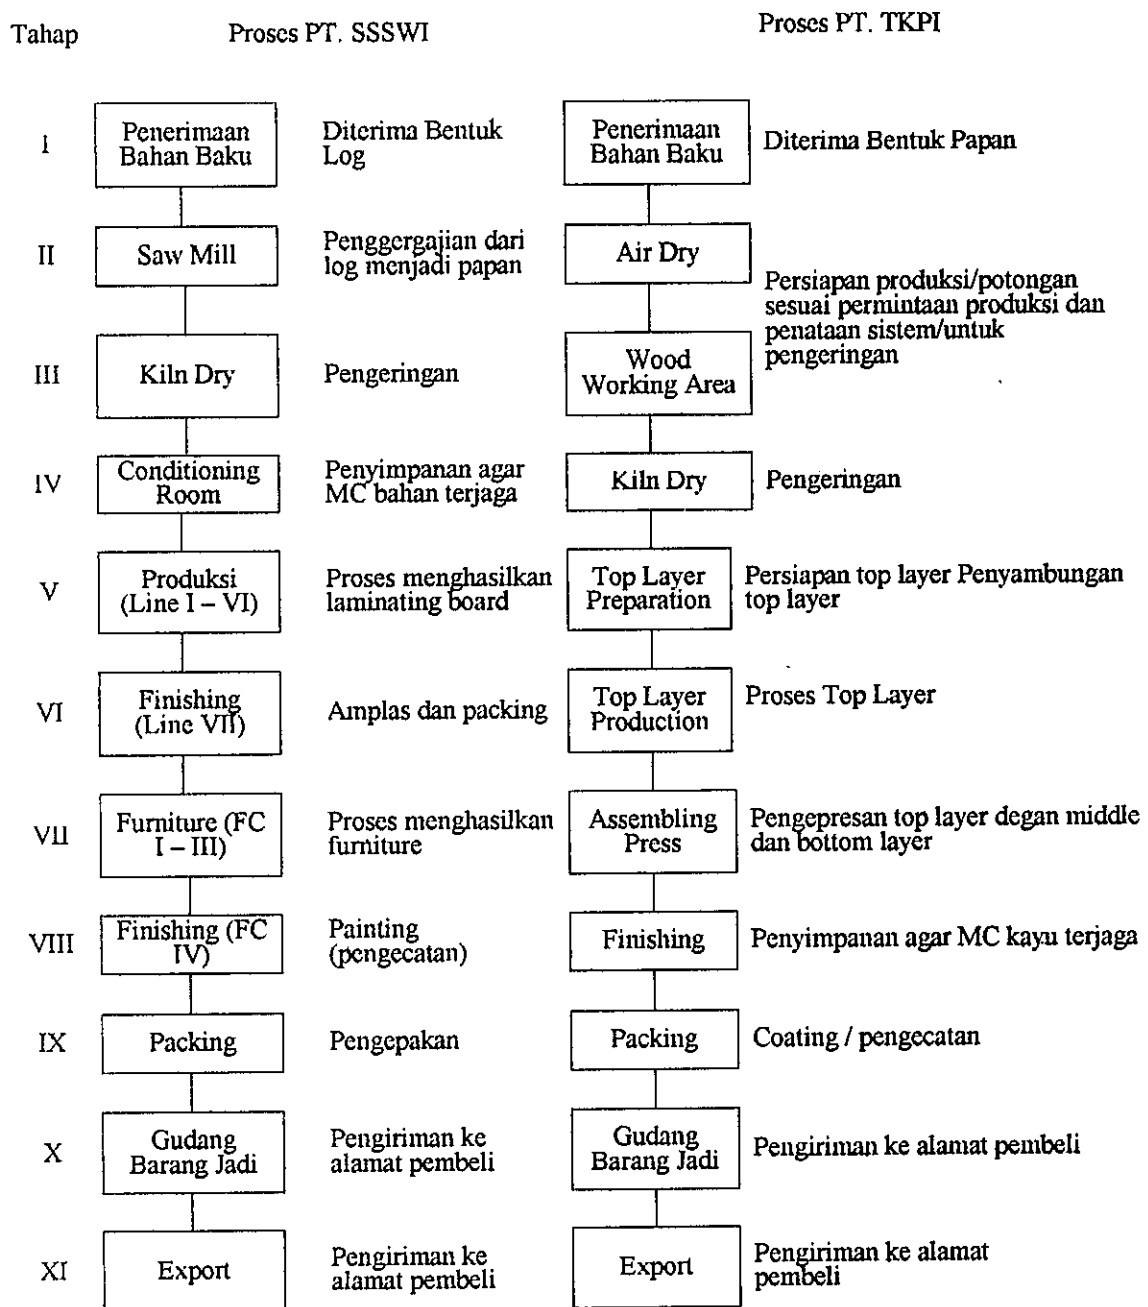 Tahap
Proses PT. SSSWI
Proses PT. TKPI
I
Penerimaan
Bahan Baku
Diterima Bentuk
Log
Penerimaan
Bahan Baku
Diterima Bentuk Papan
II
Saw Mill
Penggergajian dari
log menjadi papan
Air Dry
Persiapan produksi/potongan
sesuai permintaan produksi dan
penataan sistem/untuk
pengeringan
III
Kiln Dry
Pengeringan
Wood
Working Area
IV
Conditioning
Room
Penyimpanan agar
MC bahan terjaga
Kiln Dry
Pengeringan
V
Produksi
(Line I – VI)
Proses menghasilkan
laminating board
Top Layer
Preparation
Persiapan top layer Penyambungan
top layer
VI
Finishing
(Line VII)
Amplas dan packing
Top Layer
Production
Proses Top Layer
VII
Furniture (FC
I – III)
Proses menghasilkan
furniture
Assembling
Press
Pengepresan top layer degan middle
dan bottom layer
VIII
Finishing (FC
IV)
Painting
(pengecatan)
Finishing
Penyimpanan agar MC kayu terjaga
IX
Packing
Pengepakan
Packing
Coating / pengecatan
X
Gudang
Barang Jadi
Pengiriman ke
alamat pembeli
Gudang
Barang Jadi
Pengiriman ke alamat pembeli
XI
Export
Pengiriman ke
alamat pembeli
Export
Pengiriman ke alamat
pembeli